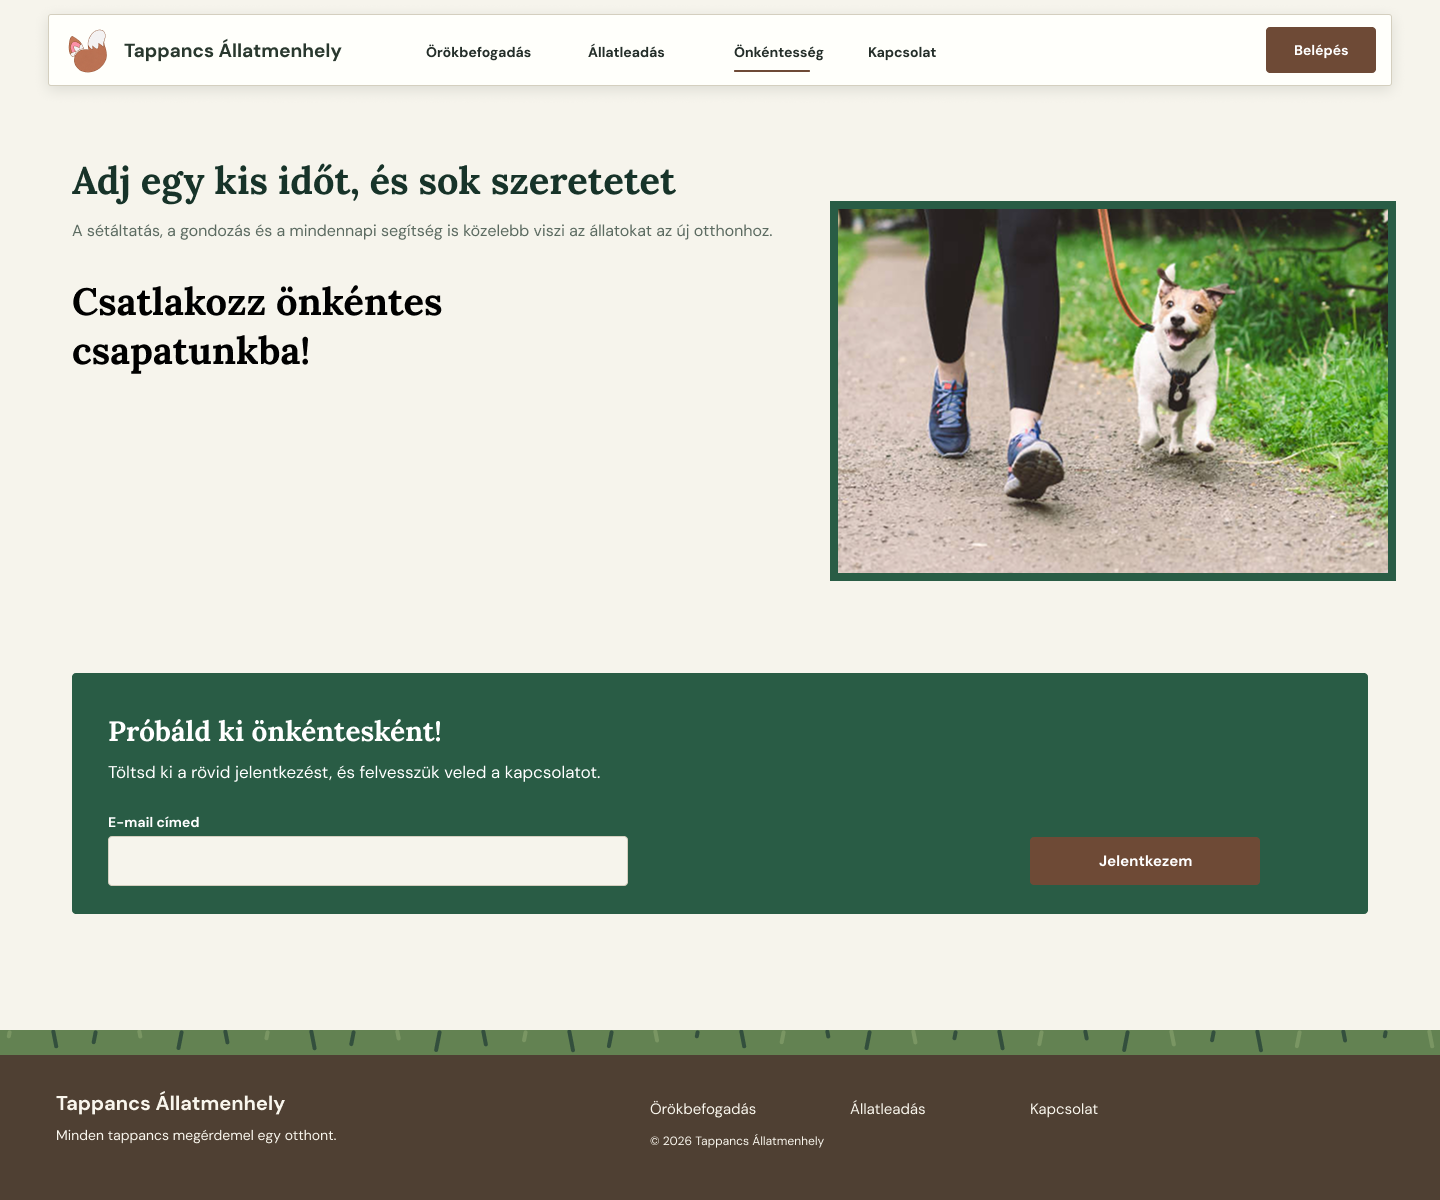 Tappancs Állatmenhely
Örökbefogadás
Állatleadás
Önkéntesség
Kapcsolat
Belépés
Adj egy kis időt, és sok szeretetet
A sétáltatás, a gondozás és a mindennapi segítség is közelebb viszi az állatokat az új otthonhoz.
Csatlakozz önkéntes
csapatunkba!
Próbáld ki önkéntesként!
Töltsd ki a rövid jelentkezést, és felvesszük veled a kapcsolatot.
E-mail címed
Jelentkezem
Tappancs Állatmenhely
Minden tappancs megérdemel egy otthont.
Örökbefogadás
Állatleadás
Kapcsolat
© 2026 Tappancs Állatmenhely